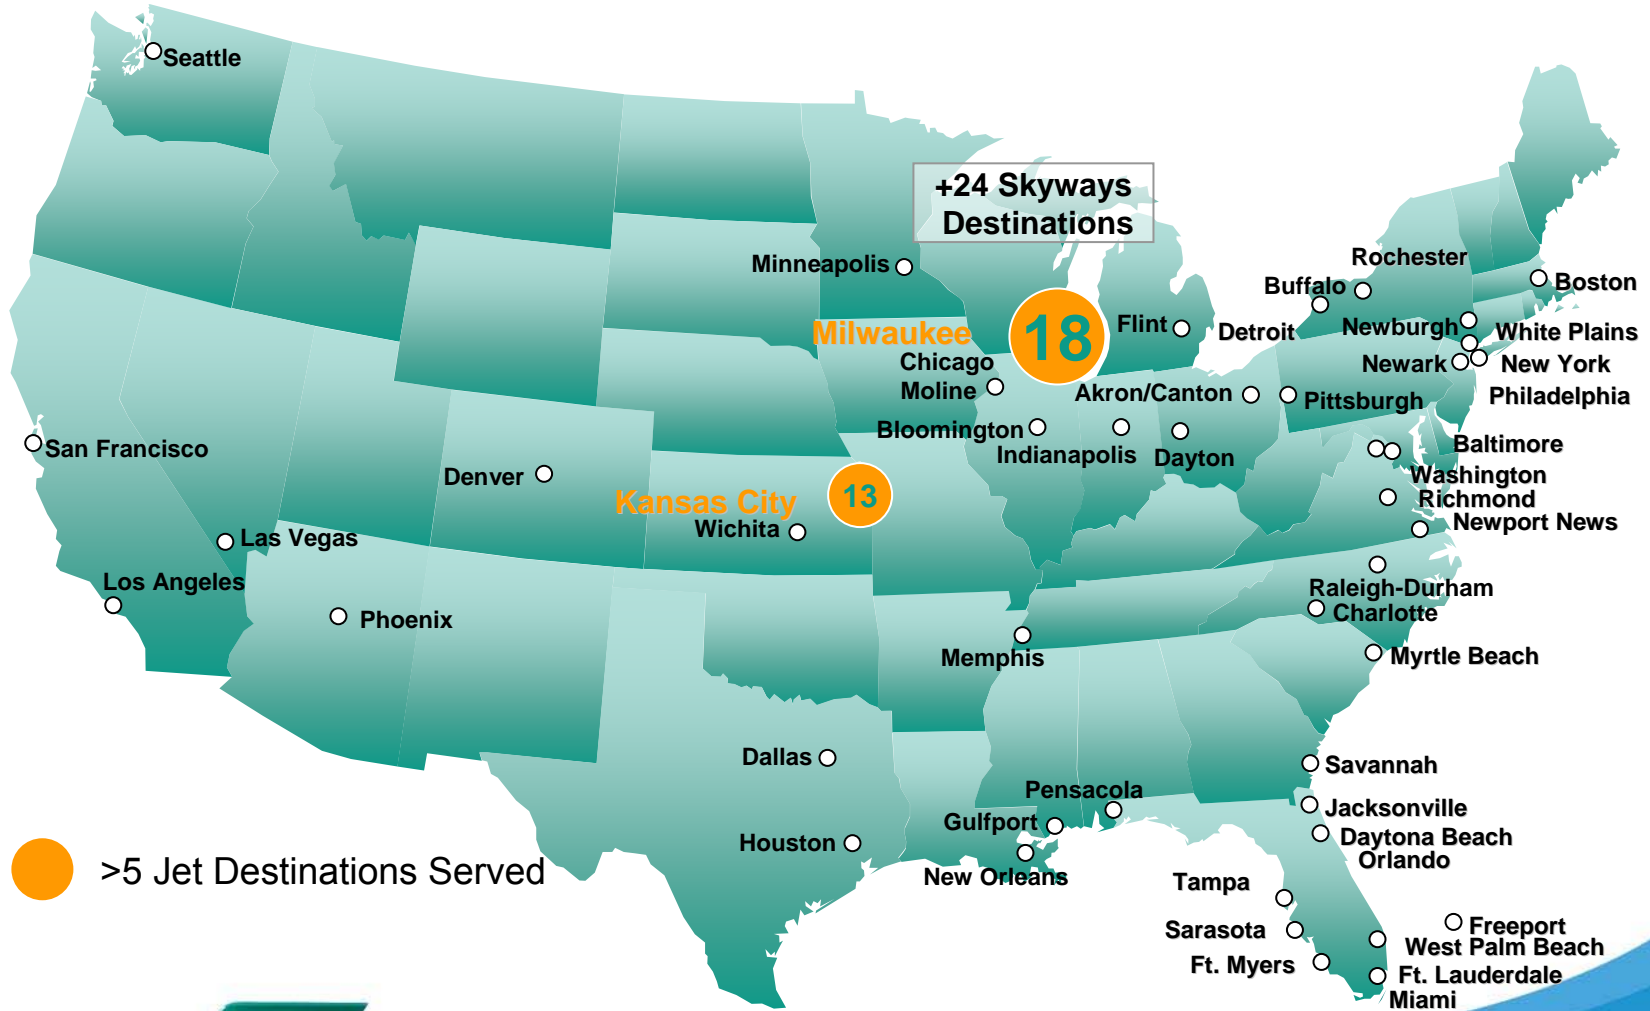 Seattle
+24 Skyways
Destinations
Minneapolis
Rochester
Buffalo
Boston
Milwaukee
18
Flint
Detroit
Newburgh
White Plains
Chicago
Newark
New York
Moline
Akron/Canton
Pittsburgh
Philadelphia
Bloomington
Indianapolis
Dayton
Baltimore
San Francisco
Denver
Washington
Kansas City
13
Richmond
Wichita
Newport News
Las Vegas
Los Angeles
Raleigh-Durham
Phoenix
Charlotte
Memphis
Myrtle Beach
Dallas
Savannah
Pensacola
Jacksonville
Gulfport
Houston
Daytona Beach
Orlando
>5 Jet Destinations Served
New Orleans
Tampa
Sarasota
Freeport
West Palm Beach
Ft. Myers
Ft. Lauderdale
Miami